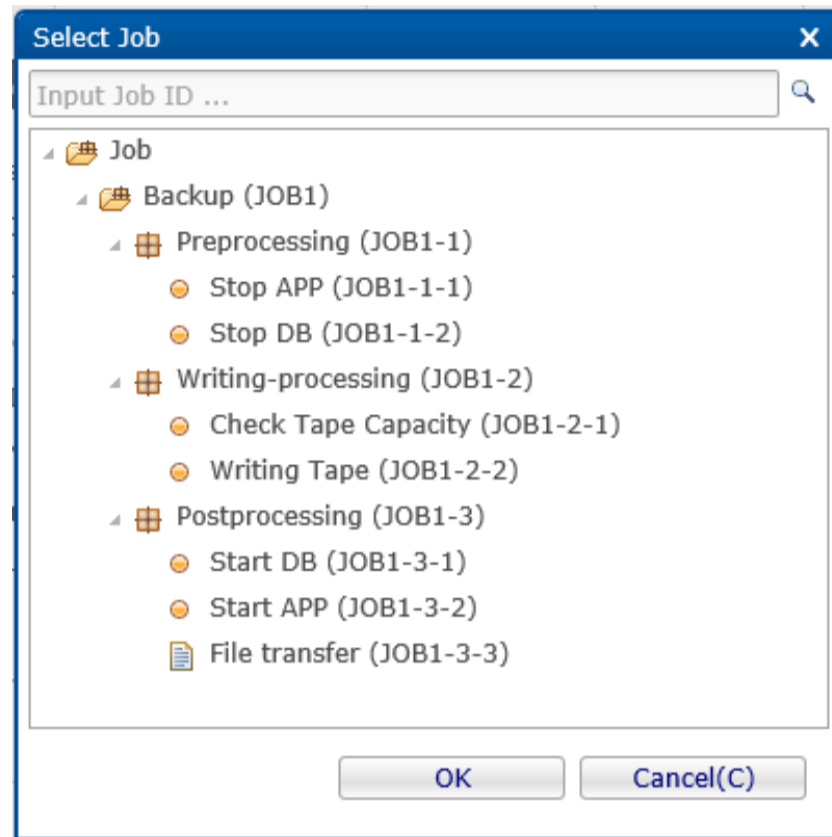 Select Job
Input Job ID ...
Job
Backup (JOB1)
Preprocessing (JOB1-1)
Stop APP (JOB1-1-1)
Stop DB (JOB1-1-2)
Writing-processing (JOB1-2)
Check Tape Capacity (JOB1-2-1)
Writing Tape (JOB1-2-2)
Postprocessing (JOB1-3)
Start DB (JOB1-3-1)
Start APP (JOB1-3-2)
File transfer (JOB1-3-3)
OK Cancel(C)